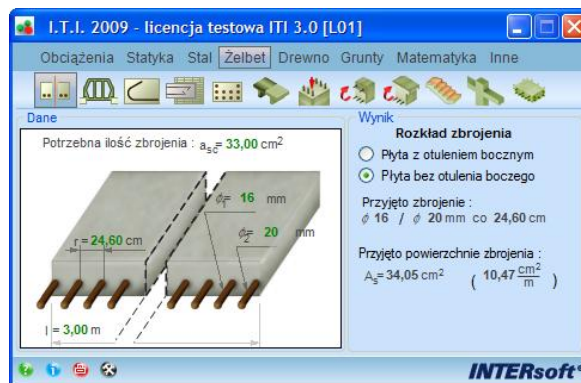 I.T.I. 2009 - licencja testowa ITI 3.0 [L01]
Obciążenia Statyka Stal Żelbet Drewno Grunty Matematyka Inne
Dane
Potrzebna ilość zbrojenia : asc = 33,00 cm²
ϕ1= 16 mm
ϕ2= 20 mm
r = 24,60 cm
l = 3,00 m
Wynik
Rozkład zbrojenia
Płyta z otuleniem bocznym
Płyta bez otulenia boczego
Przyjęto zbrojenie :
ϕ 16 / ϕ 20 mm co 24,60 cm
Przyjęto powierzchnie zbrojenia :
As = 34,05 cm² ( 10,47 cm²/m )
INTERsoft